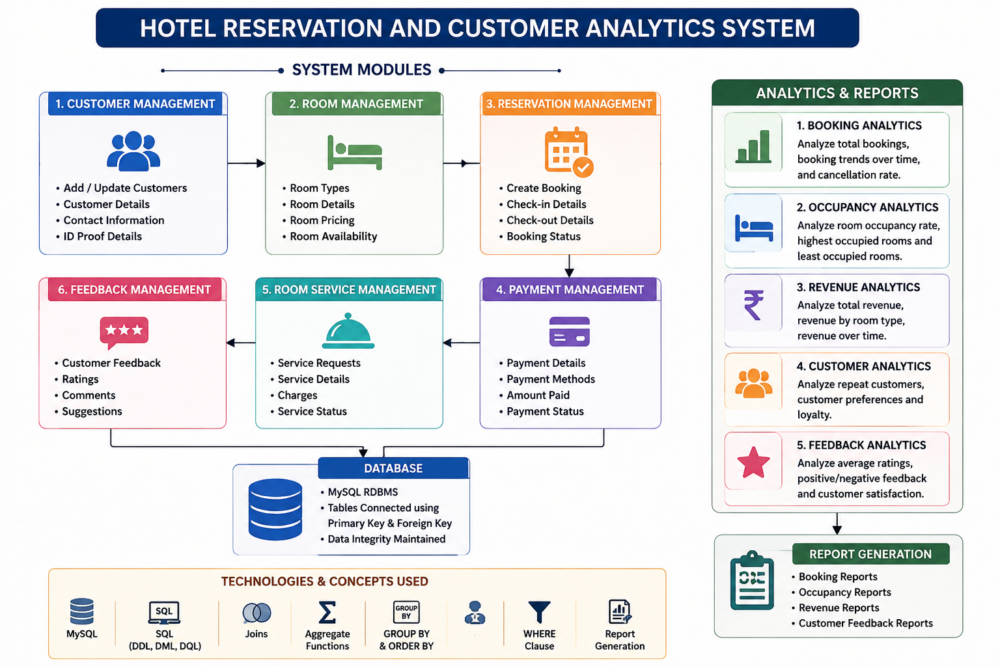 HOTEL RESERVATION AND CUSTOMER ANALYTICS SYSTEM
SYSTEM MODULES
1. CUSTOMER MANAGEMENT
• Add / Update Customers
• Customer Details
• Contact Information
• ID Proof Details
2. ROOM MANAGEMENT
• Room Types
• Room Details
• Room Pricing
• Room Availability
3. RESERVATION MANAGEMENT
• Create Booking
• Check-in Details
• Check-out Details
• Booking Status
6. FEEDBACK MANAGEMENT
• Customer Feedback
• Ratings
• Comments
• Suggestions
5. ROOM SERVICE MANAGEMENT
• Service Requests
• Service Details
• Charges
• Service Status
4. PAYMENT MANAGEMENT
• Payment Details
• Payment Methods
• Amount Paid
• Payment Status
DATABASE
• MySQL RDBMS
• Tables Connected using
Primary Key & Foreign Key
• Data Integrity Maintained
TECHNOLOGIES & CONCEPTS USED
MySQL
SQL
SQL
(DDL, DML, DQL)
Joins
Σ
Aggregate
Functions
GROUP
BY
GROUP BY
& ORDER BY
WHERE
Clause
Report
Generation
ANALYTICS & REPORTS
1. BOOKING ANALYTICS
Analyze total bookings,
booking trends over time,
and cancellation rate.
2. OCCUPANCY ANALYTICS
Analyze room occupancy rate,
highest occupied rooms and
least occupied rooms.
₹
3. REVENUE ANALYTICS
Analyze total revenue,
revenue by room type,
revenue over time.
4. CUSTOMER ANALYTICS
Analyze repeat customers,
customer preferences and
loyalty.
5. FEEDBACK ANALYTICS
Analyze average ratings,
positive/negative feedback
and customer satisfaction.
REPORT GENERATION
• Booking Reports
• Occupancy Reports
• Revenue Reports
• Customer Feedback Reports